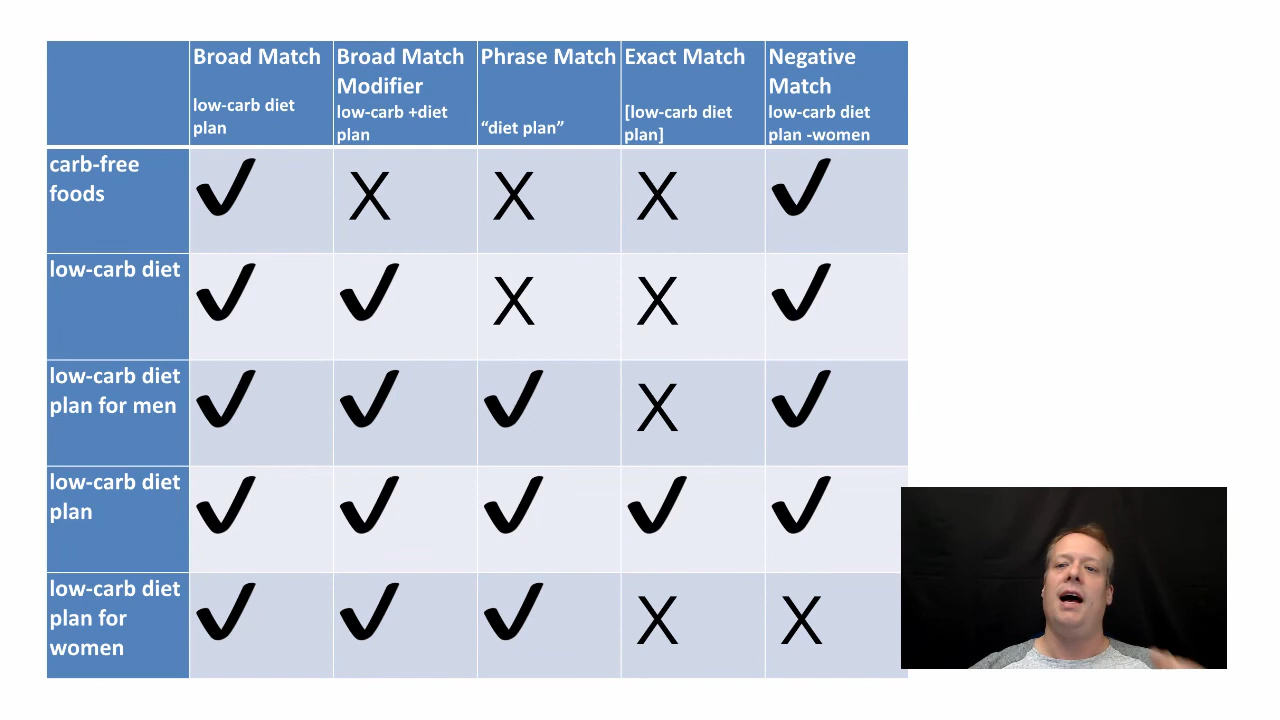 Broad Match
low-carb diet
plan
Broad Match
Modifier
low-carb +diet
plan
Phrase Match
“diet plan”
Exact Match
[low-carb diet
plan]
Negative
Match
low-carb diet
plan -women
carb-free
foods
✓ X X X ✓
low-carb diet
✓ ✓ X X ✓
low-carb diet
plan for men
✓ ✓ ✓ X ✓
low-carb diet
plan
✓ ✓ ✓ ✓ ✓
low-carb diet
plan for
women
✓ ✓ ✓ X X